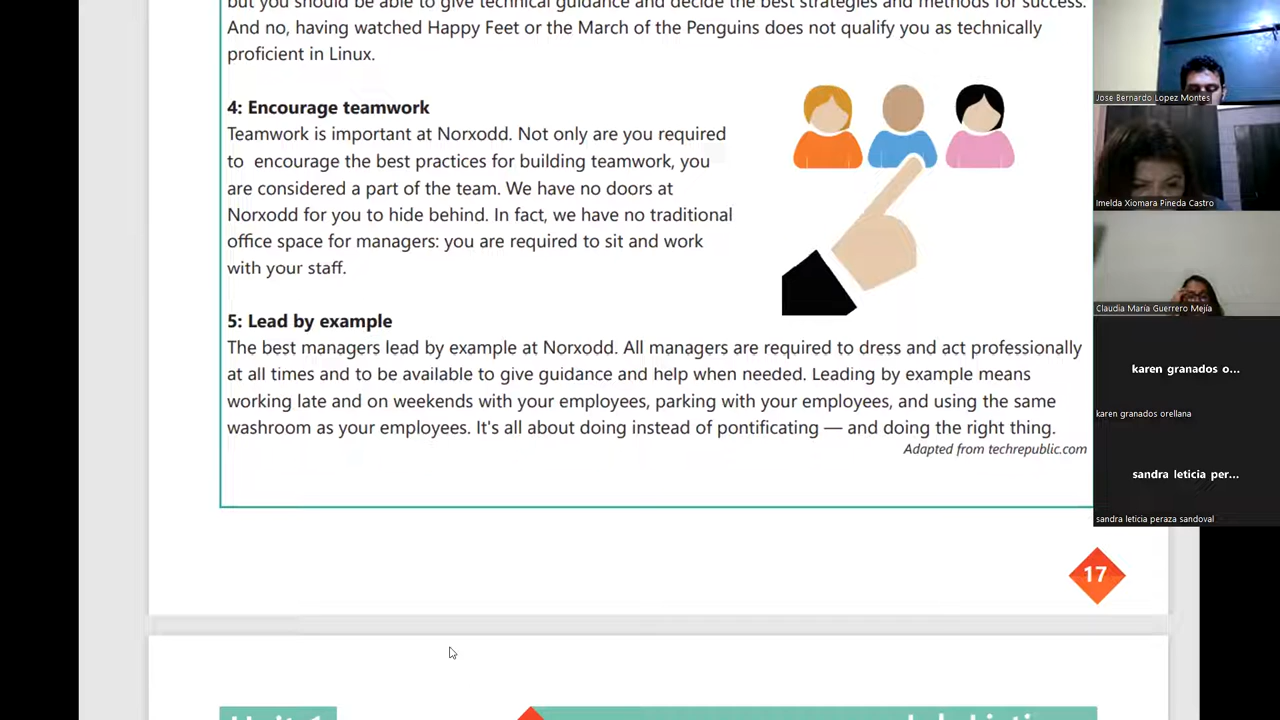 but you should be able to give technical guidance and decide the best strategies and methods for success.
And no, having watched Happy Feet or the March of the Penguins does not qualify you as technically
proficient in Linux.
4: Encourage teamwork
Teamwork is important at Norxodd. Not only are you required
to encourage the best practices for building teamwork, you
are considered a part of the team. We have no doors at
Norxodd for you to hide behind. In fact, we have no traditional
office space for managers: you are required to sit and work
with your staff.
5: Lead by example
The best managers lead by example at Norxodd. All managers are required to dress and act professionally
at all times and to be available to give guidance and help when needed. Leading by example means
working late and on weekends with your employees, parking with your employees, and using the same
washroom as your employees. It's all about doing instead of pontificating — and doing the right thing.
Adapted from techrepublic.com
17
Jose Bernardo Lopez Montes
Imelda Xiomara Pineda Castro
Claudia María Guerrero Mejía
karen granados o...
karen granados orellana
sandra leticia per...
sandra leticia peraza sandoval